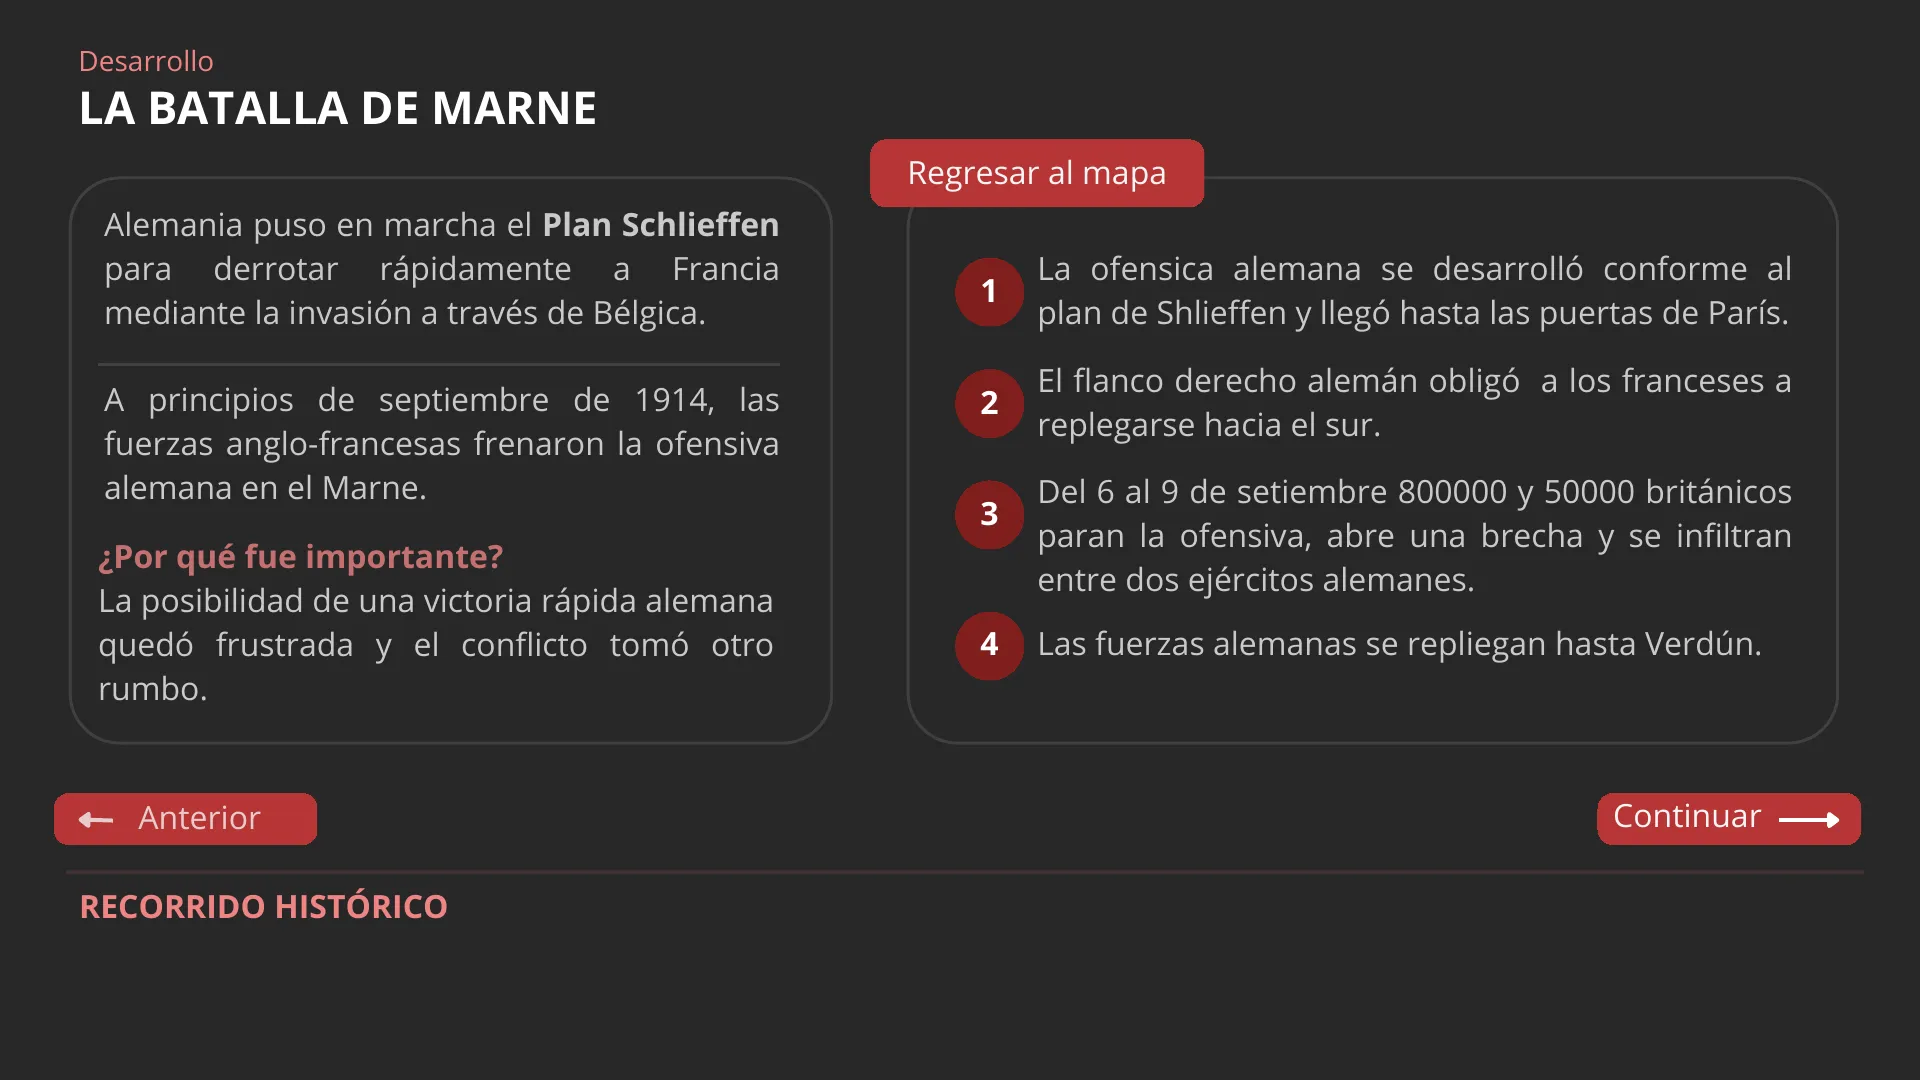 Desarrollo
LA BATALLA DE MARNE
Alemania puso en marcha el Plan Schlieffen
para derrotar rápidamente a Francia
mediante la invasión a través de Bélgica.
A principios de septiembre de 1914, las
fuerzas anglo-francesas frenaron la ofensiva
alemana en el Marne.
¿Por qué fue importante?
La posibilidad de una victoria rápida alemana
quedó frustrada y el conflicto tomó otro
rumbo.
Regresar al mapa
1
La ofensica alemana se desarrolló conforme al
plan de Shlieffen y llegó hasta las puertas de París.
2
El flanco derecho alemán obligó  a los franceses a
replegarse hacia el sur.
3
Del 6 al 9 de setiembre 800000 y 50000 británicos
paran la ofensiva, abre una brecha y se infiltran
entre dos ejércitos alemanes.
4
Las fuerzas alemanas se repliegan hasta Verdún.
Anterior
Continuar
RECORRIDO HISTÓRICO